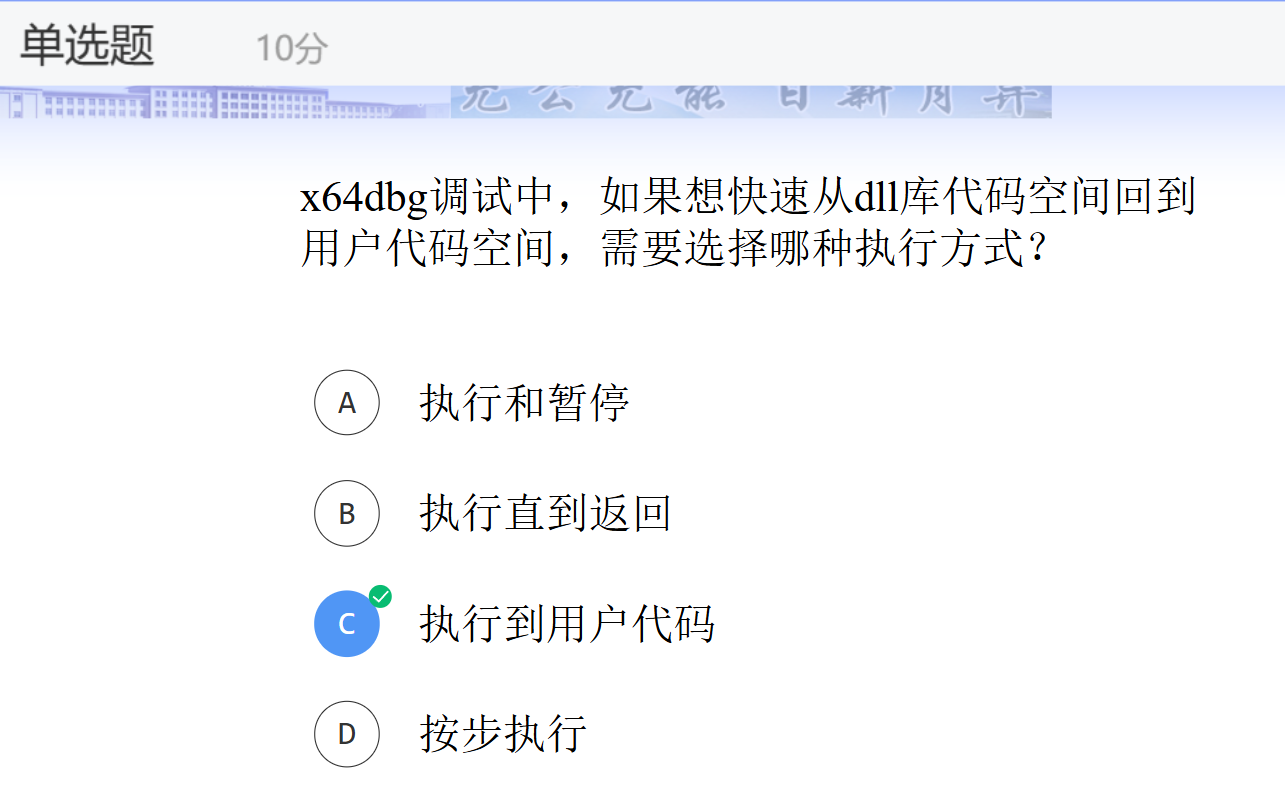 单选题 10分
x64dbg调试中，如果想快速从dll库代码空间回到
用户代码空间，需要选择哪种执行方式？
A 执行和暂停
B 执行直到返回
C 执行到用户代码
D 按步执行